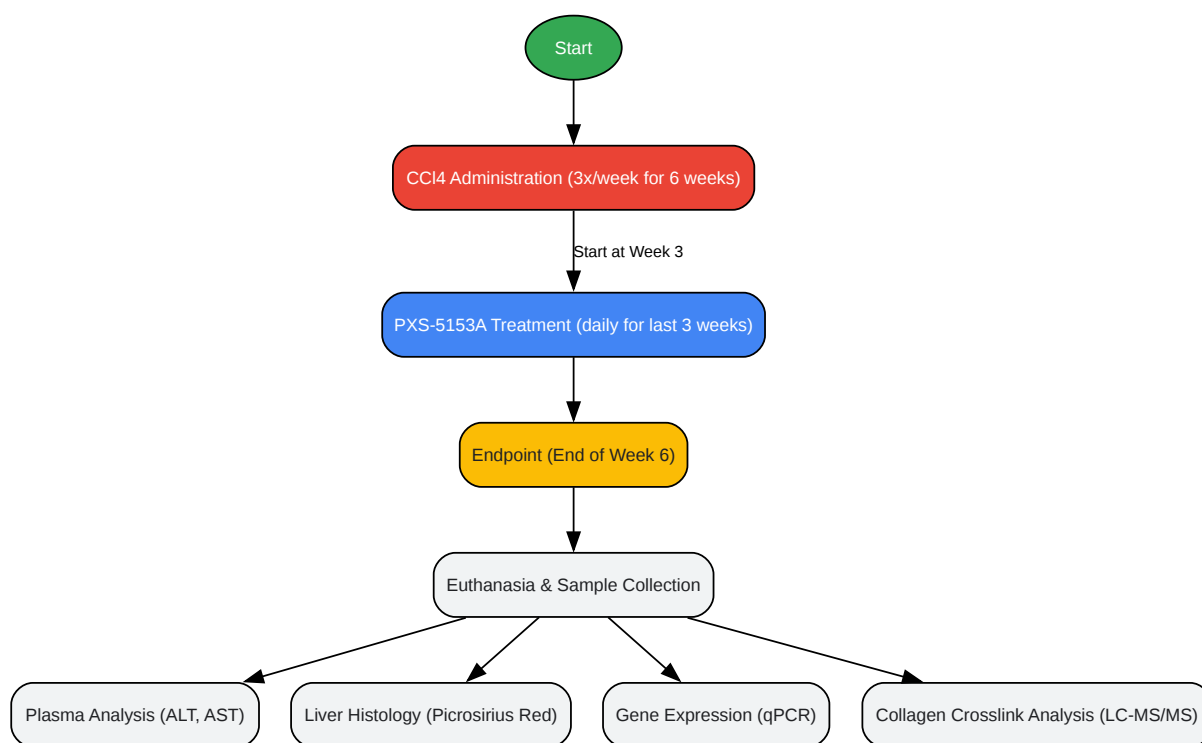 Start
CCl4 Administration (3x/week for 6 weeks)
Start at Week 3
PXS-5153A Treatment (daily for last 3 weeks)
Endpoint (End of Week 6)
Euthanasia & Sample Collection
Plasma Analysis (ALT, AST)
Liver Histology (Picrosirius Red)
Gene Expression (qPCR)
Collagen Crosslink Analysis (LC-MS/MS)